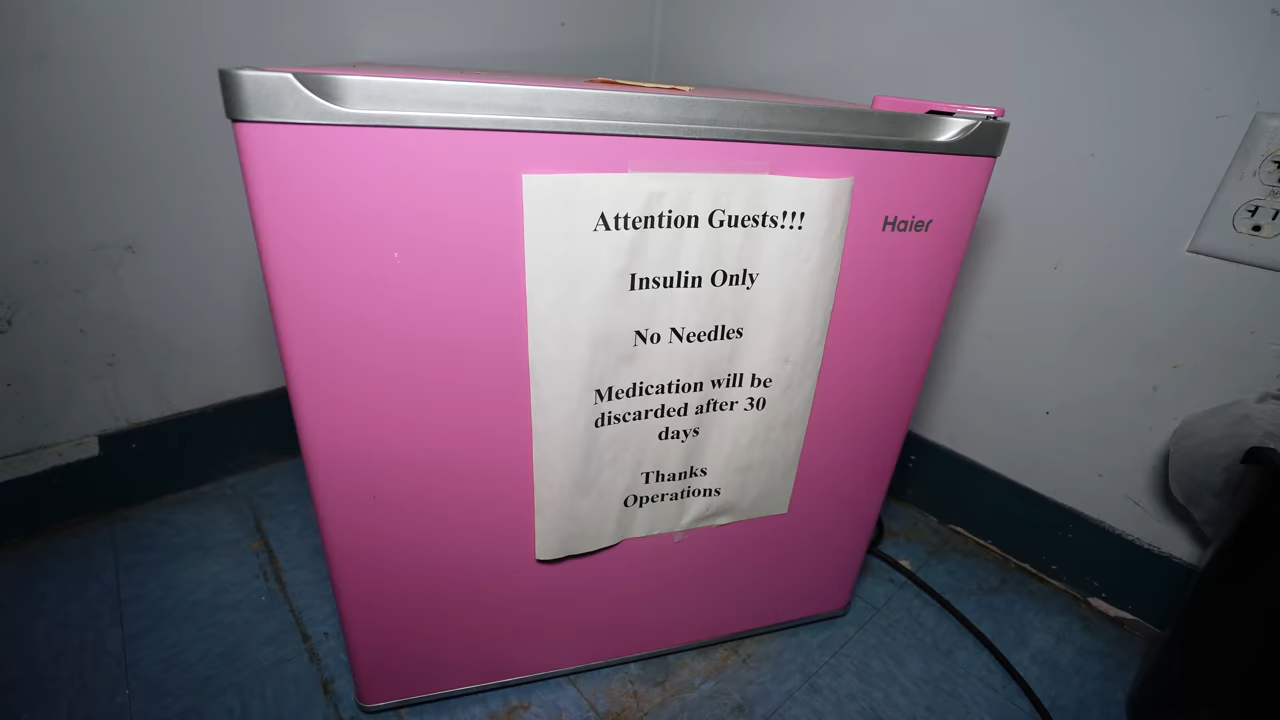 Attention Guests!!!
Haier
Insulin Only
No Needles
Medication will be
discarded after 30
days
Thanks
Operations